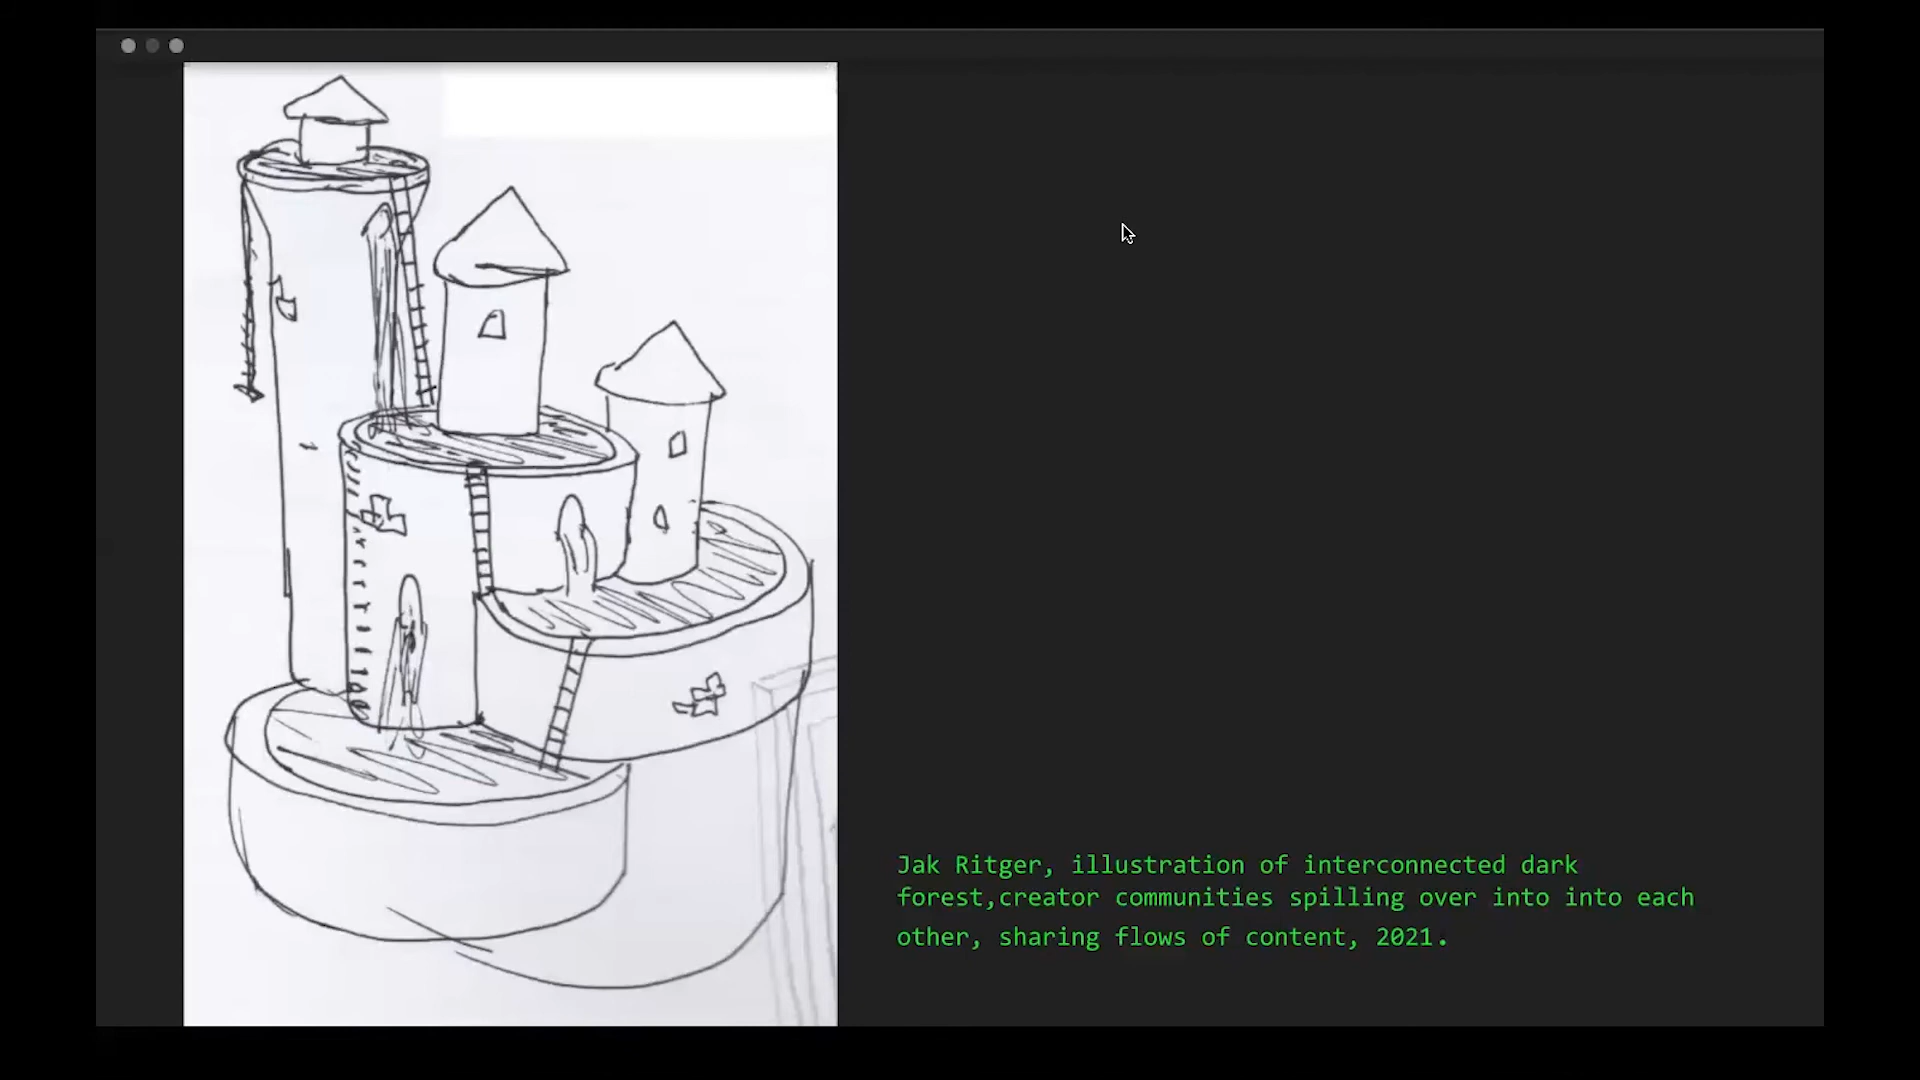 Jak Ritger, illustration of interconnected dark
forest,creator communities spilling over into into each
other, sharing flows of content, 2021.